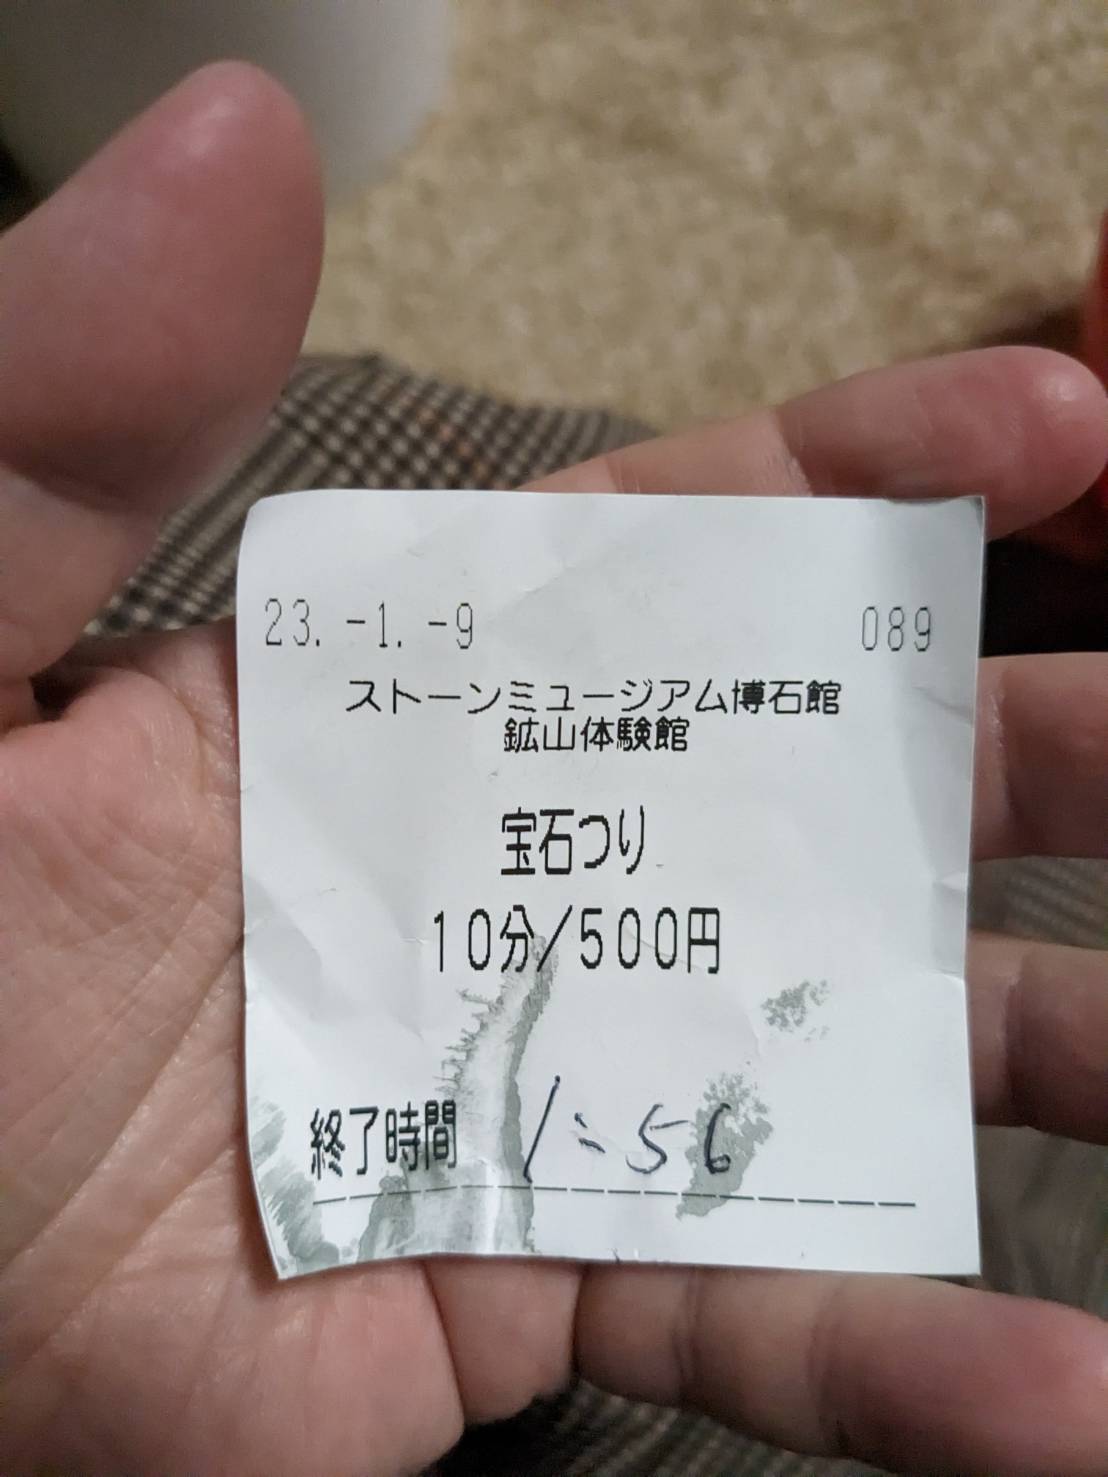 23. -1. -9 089
ストーンミュージアム博石館
鉱山体験館
宝石つり
10分/500円
終了時間 1:56